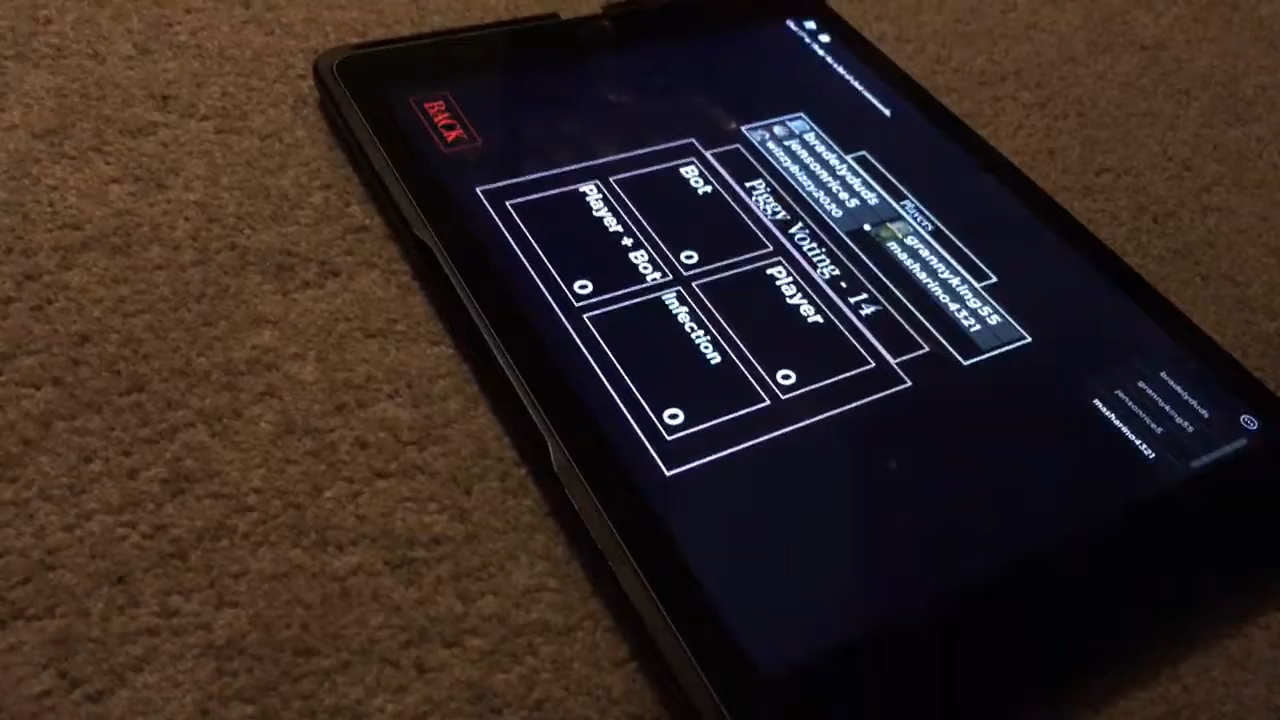 Players
bradelyduds
grannyking55
jensonrice5
masharino4321
wizzybizzy2020
Piggy Voting - 14
Bot
0
Player
0
Player + Bot
0
Infection
0
BACK
bradelyduds
grannyking55
jensonrice5
masharino4321